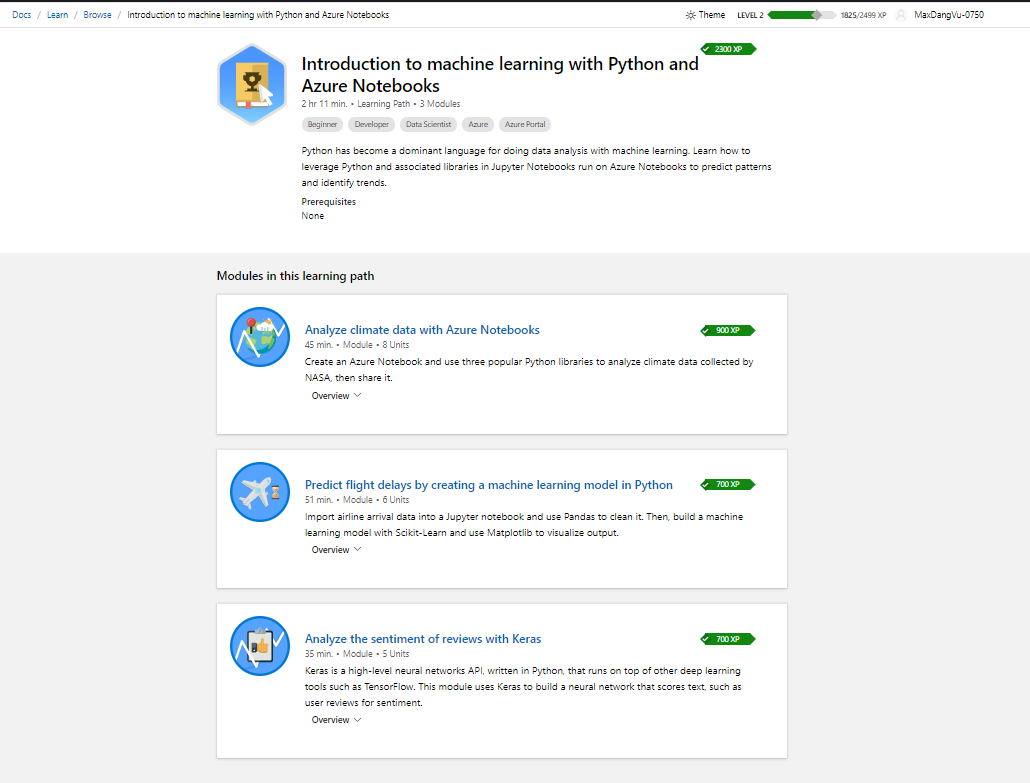 Docs / Learn / Browse / Introduction to machine learning with Python and Azure Notebooks
Theme LEVEL 2 1825/2499 XP MaxDangVu-0750
2300 XP
Introduction to machine learning with Python and
Azure Notebooks
2 hr 11 min. • Learning Path • 3 Modules
Beginner Developer Data Scientist Azure Azure Portal
Python has become a dominant language for doing data analysis with machine learning. Learn how to
leverage Python and associated libraries in Jupyter Notebooks run on Azure Notebooks to predict patterns
and identify trends.
Prerequisites
None
Modules in this learning path
Analyze climate data with Azure Notebooks
900 XP
45 min. • Module • 8 Units
Create an Azure Notebook and use three popular Python libraries to analyze climate data collected by
NASA, then share it.
Overview
Predict flight delays by creating a machine learning model in Python
700 XP
51 min. • Module • 6 Units
Import airline arrival data into a Jupyter notebook and use Pandas to clean it. Then, build a machine
learning model with Scikit-Learn and use Matplotlib to visualize output.
Overview
Analyze the sentiment of reviews with Keras
700 XP
35 min. • Module • 5 Units
Keras is a high-level neural networks API, written in Python, that runs on top of other deep learning
tools such as TensorFlow. This module uses Keras to build a neural network that scores text, such as
user reviews for sentiment.
Overview